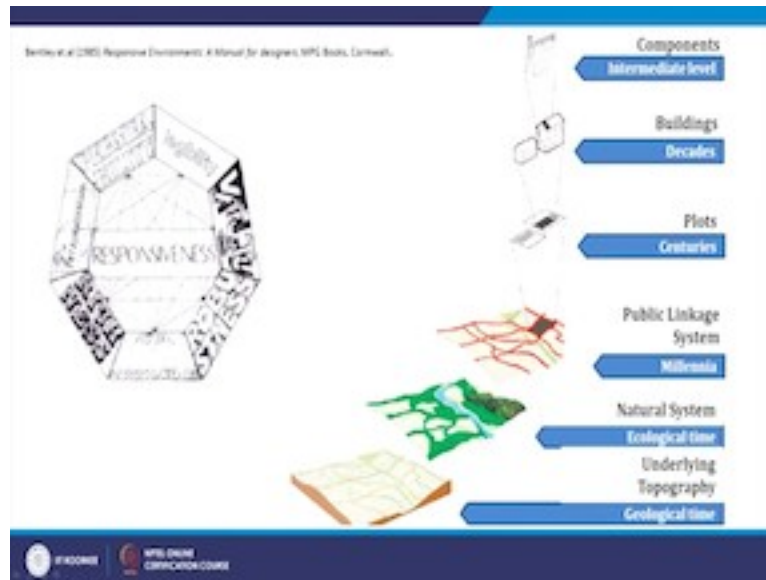 Bentley et al (1985) Responsive Environments: A Manual for designers, MPG Books, Cornwall.
Components
Intermediate level
Buildings
Decades
Plots
Centuries
Public Linkage
System
Millennia
Natural System
Ecological time
Underlying
Topography
Geological time
RESPONSIVENESS
IIT ROORKEE
NPTEL ONLINE
CERTIFICATION COURSE